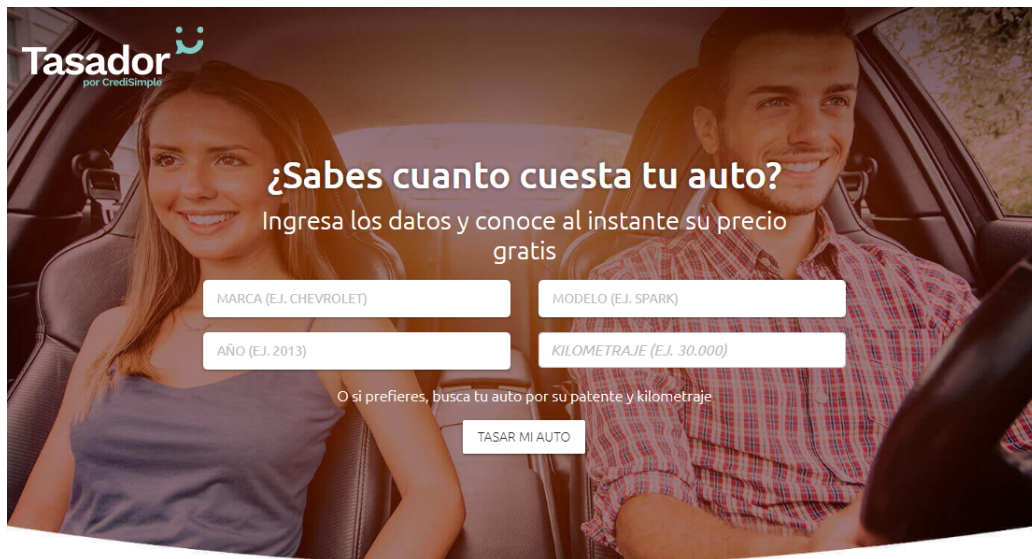 Tasador
por CrediSimple
¿Sabes cuanto cuesta tu auto?
Ingresa los datos y conoce al instante su precio
gratis
MARCA (EJ. CHEVROLET)
MODELO (EJ. SPARK)
AÑO (EJ. 2013)
KILOMETRAJE (EJ. 30.000)
O si prefieres, busca tu auto por su patente y kilometraje
TASAR MI AUTO